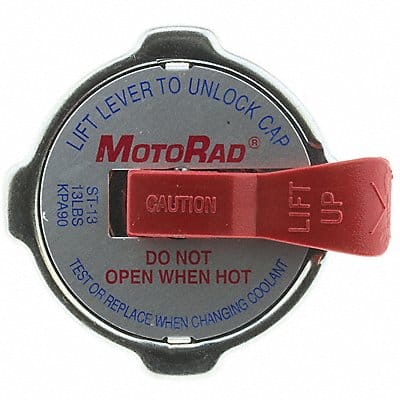 LIFT LEVER TO UNLOCK CAP
MOTORAD®
ST-13
13LBS
KPA90
CAUTION
LIFT
UP
DO NOT
OPEN WHEN HOT
TEST OR REPLACE WHEN CHANGING COOLANT